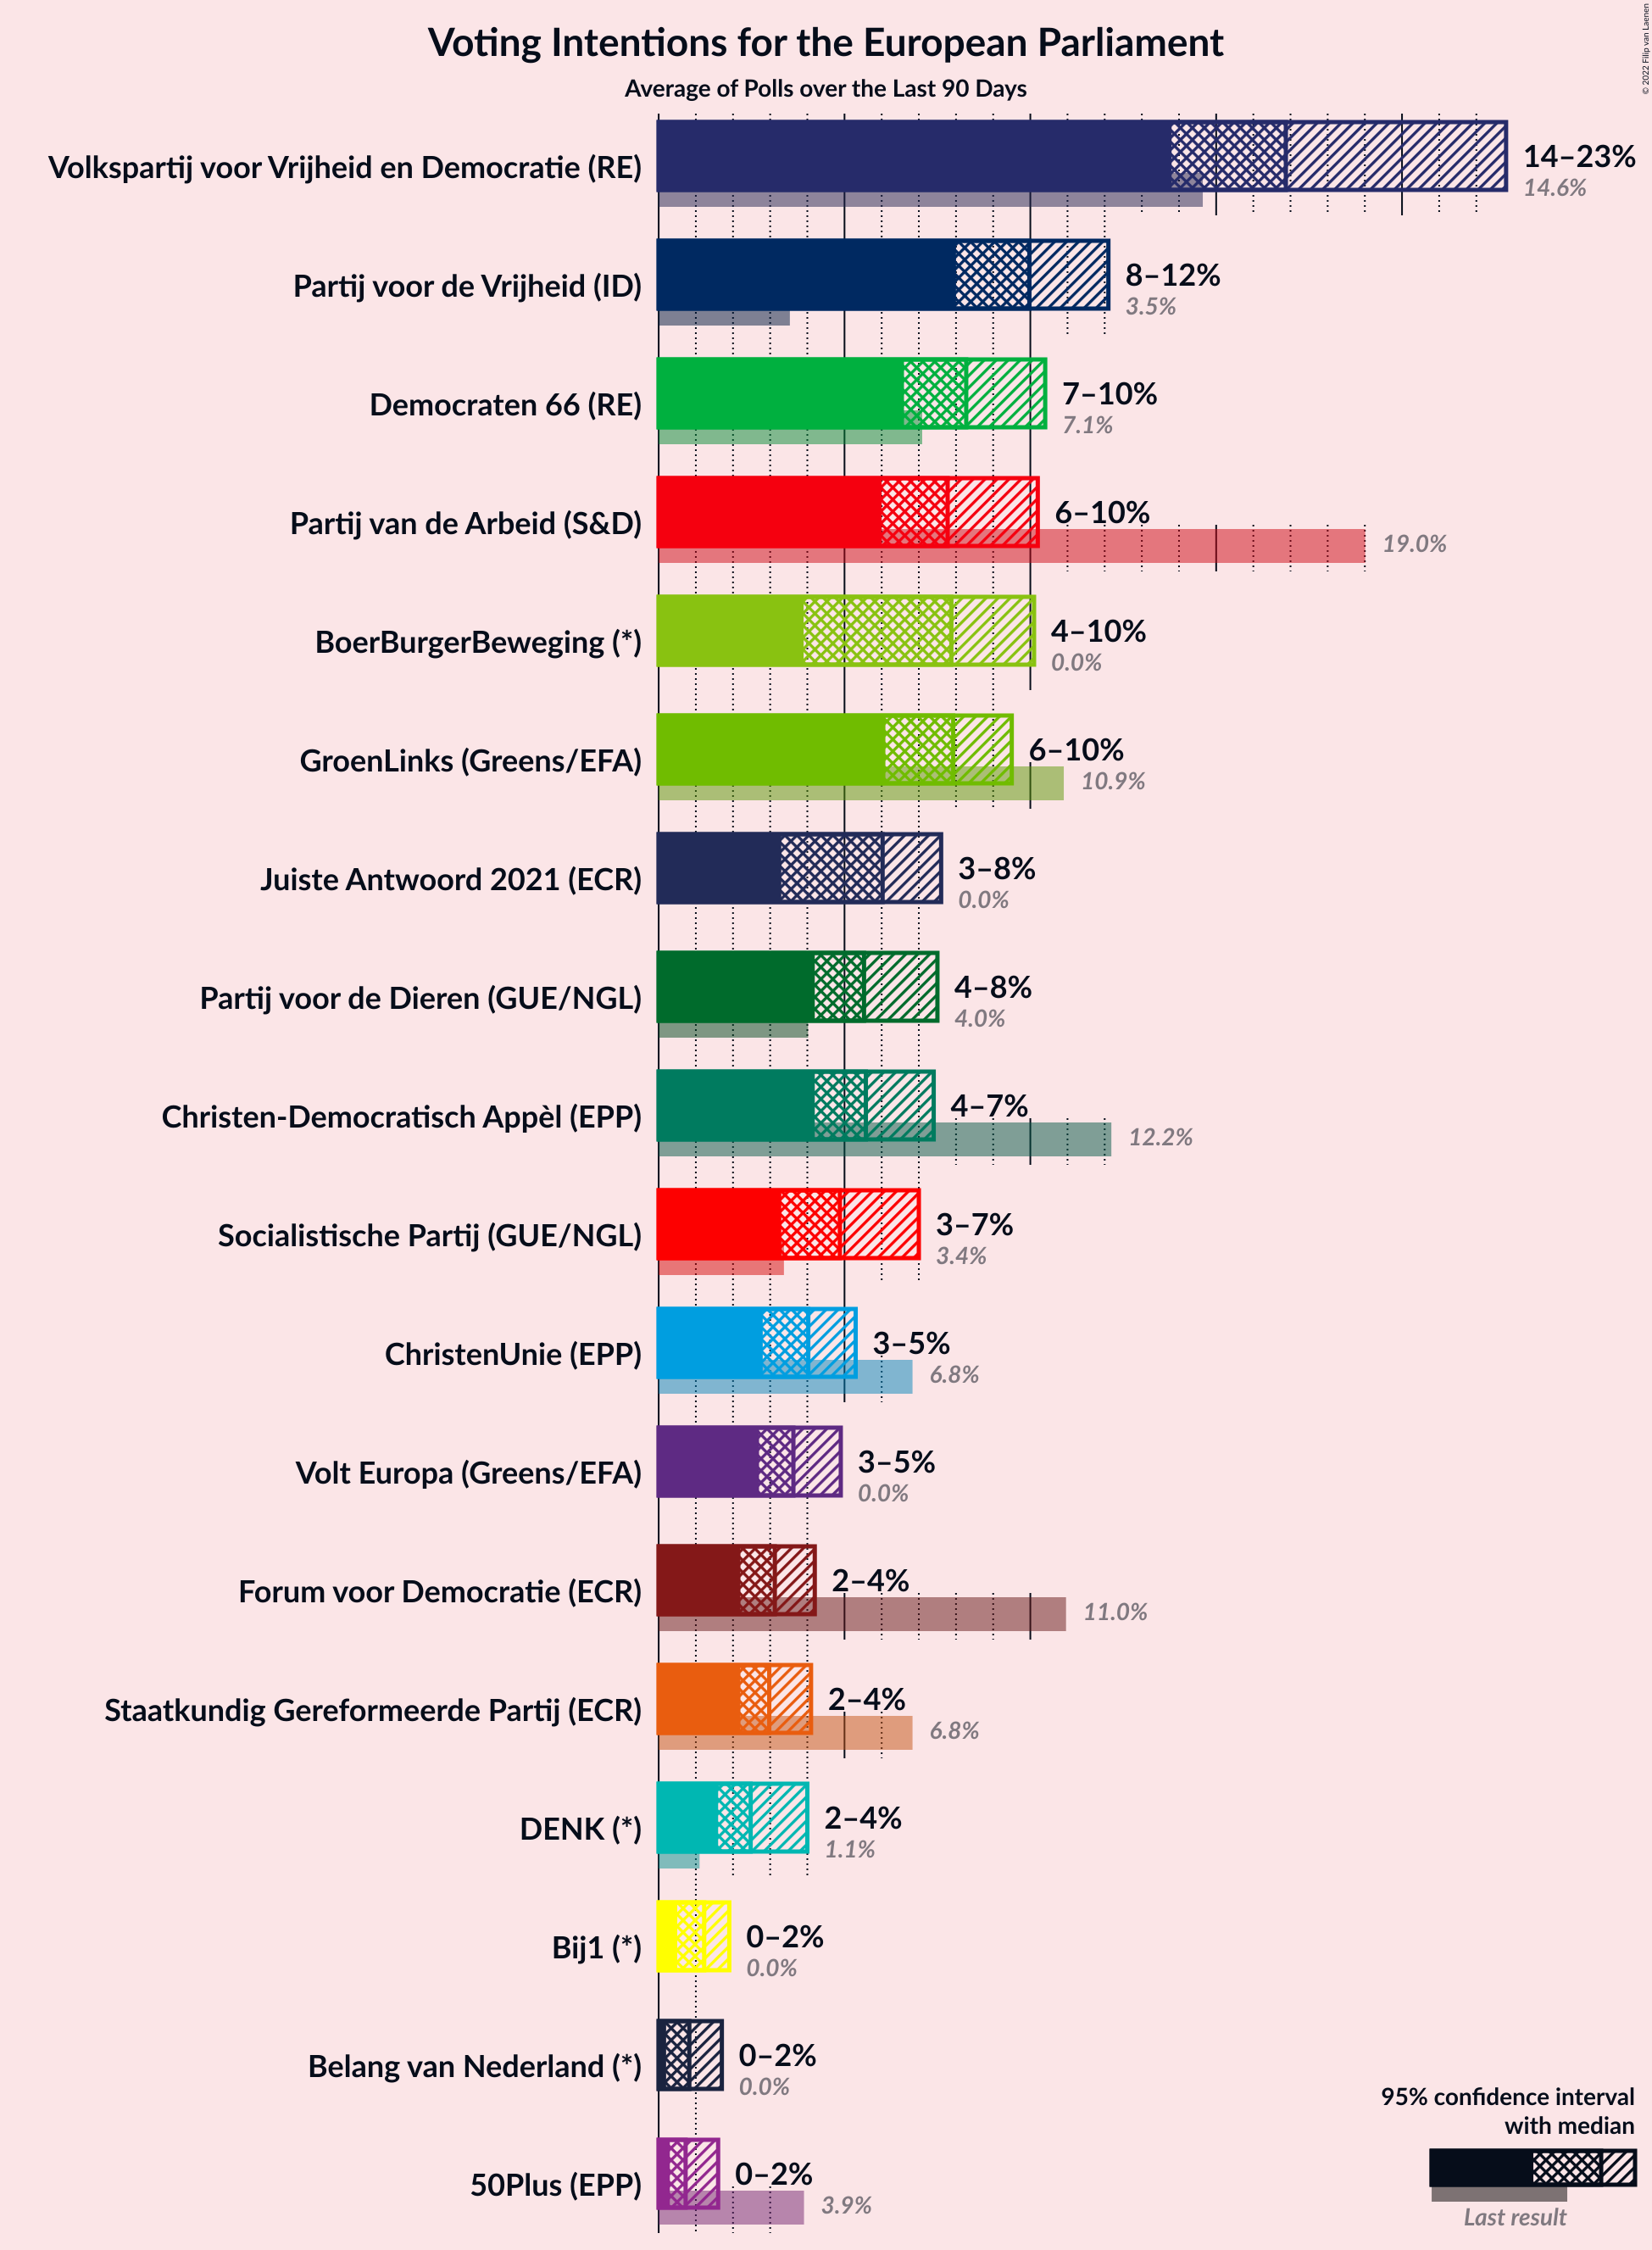 Voting Intentions for the European Parliament
Average of Polls over the Last 90 Days
© 2022 Filip van Laenen
Volkspartij voor Vrijheid en Democratie (RE)
14–23%
14.6%
Partij voor de Vrijheid (ID)
8–12%
3.5%
Democraten 66 (RE)
7–10%
7.1%
Partij van de Arbeid (S&D)
6–10%
19.0%
BoerBurgerBeweging (*)
4–10%
0.0%
GroenLinks (Greens/EFA)
6–10%
10.9%
Juiste Antwoord 2021 (ECR)
3–8%
0.0%
Partij voor de Dieren (GUE/NGL)
4–8%
4.0%
Christen-Democratisch Appèl (EPP)
4–7%
12.2%
Socialistische Partij (GUE/NGL)
3–7%
3.4%
ChristenUnie (EPP)
3–5%
6.8%
Volt Europa (Greens/EFA)
3–5%
0.0%
Forum voor Democratie (ECR)
2–4%
11.0%
Staatkundig Gereformeerde Partij (ECR)
2–4%
6.8%
DENK (*)
2–4%
1.1%
Bij1 (*)
0–2%
0.0%
Belang van Nederland (*)
0–2%
0.0%
50Plus (EPP)
0–2%
3.9%
95% confidence interval
with median
Last result